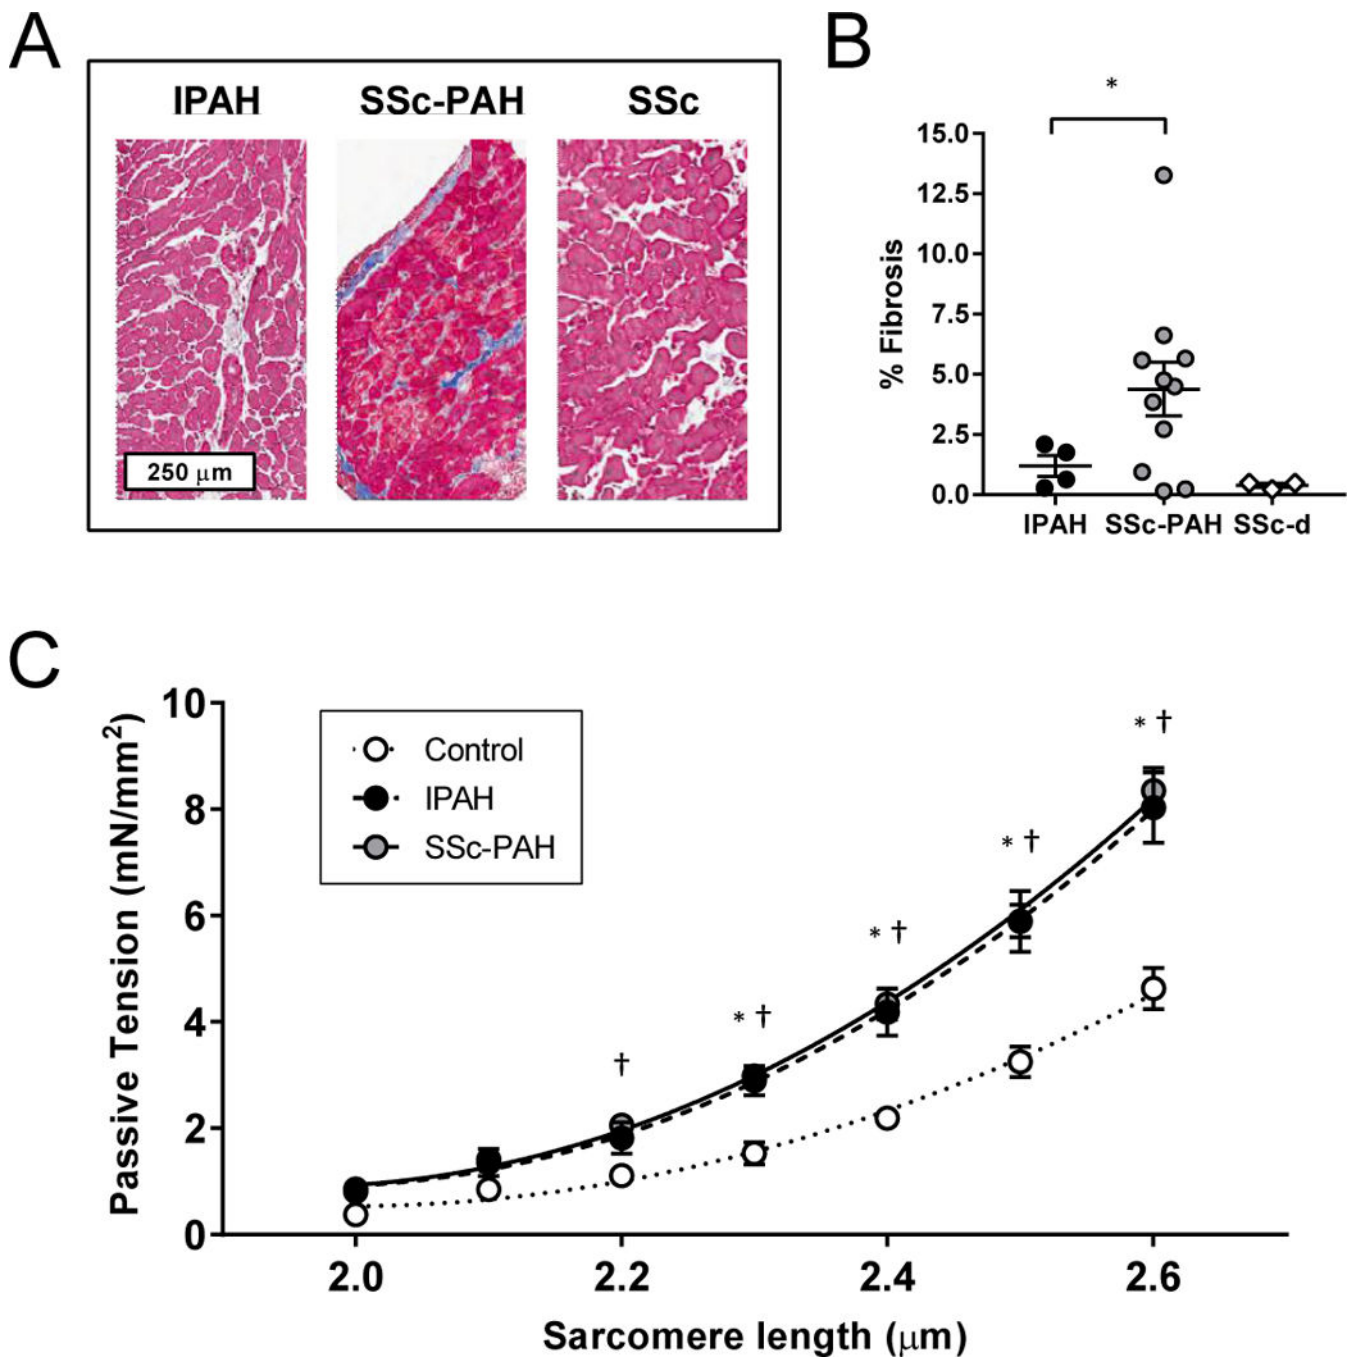 A
IPAH SSc-PAH SSc
250 μm
B
*
15.0
12.5
10.0
7.5
5.0
2.5
0.0
% Fibrosis
IPAH SSc-PAH SSc-d
C
10
8
6
4
2
0
Passive Tension (mN/mm²)
Control
IPAH
SSc-PAH
†
* †
* †
* †
* †
2.0 2.2 2.4 2.6
Sarcomere length (μm)